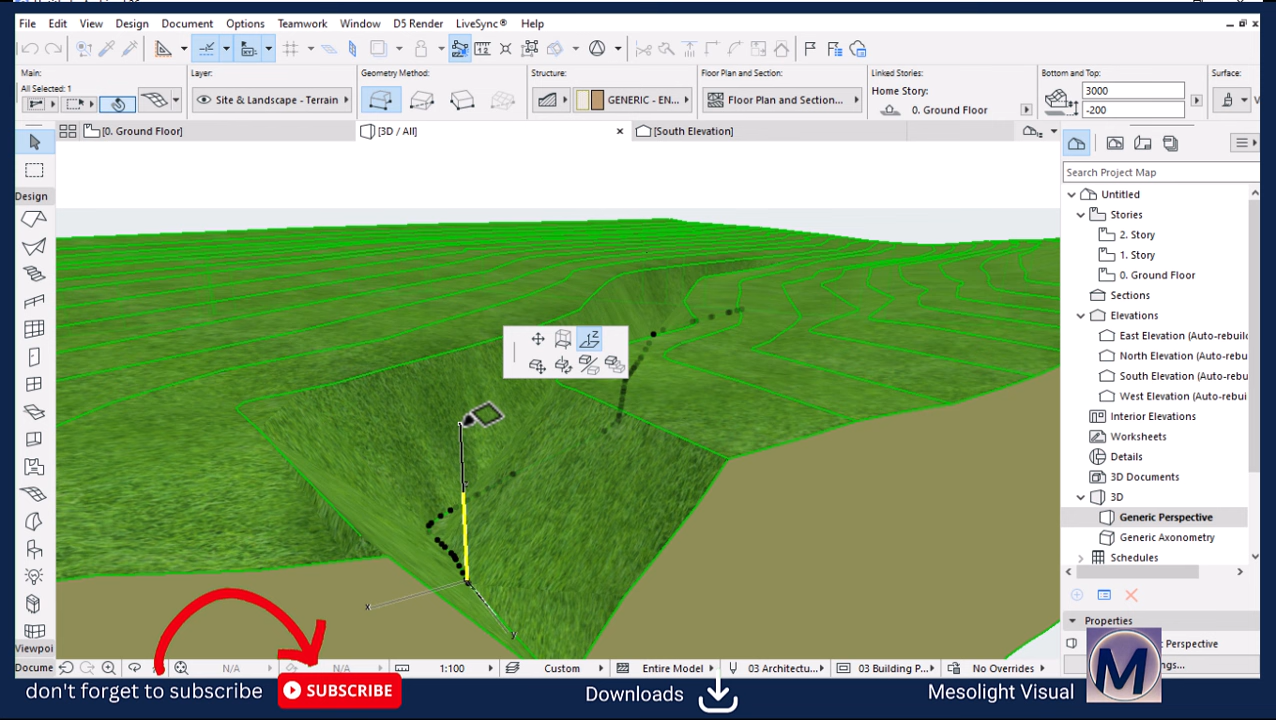 File Edit View Design Document Options Teamwork Window D5 Render LiveSync® Help
Main:
All Selected: 1
Layer:
Site & Landscape - Terrain
Geometry Method:
Structure:
GENERIC - EN...
Floor Plan and Section:
Floor Plan and Section...
Linked Stories:
Home Story:
0. Ground Floor
Bottom and Top:
3000
-200
Surface:
[0. Ground Floor]
[3D / All]
[South Elevation]
Design
Viewpoi
Docume
Search Project Map
Untitled
Stories
2. Story
1. Story
0. Ground Floor
Sections
Elevations
East Elevation (Auto-rebuil
North Elevation (Auto-rebu
South Elevation (Auto-rebu
West Elevation (Auto-rebu
Interior Elevations
Worksheets
Details
3D Documents
3D
Generic Perspective
Generic Axonometry
Schedules
Properties
Perspective
ngs...
Z
x
y
N/A
N/A
1:100
Custom
Entire Model
03 Architectu...
03 Building P...
No Overrides
don't forget to subscribe
SUBSCRIBE
Downloads
Mesolight Visual
M